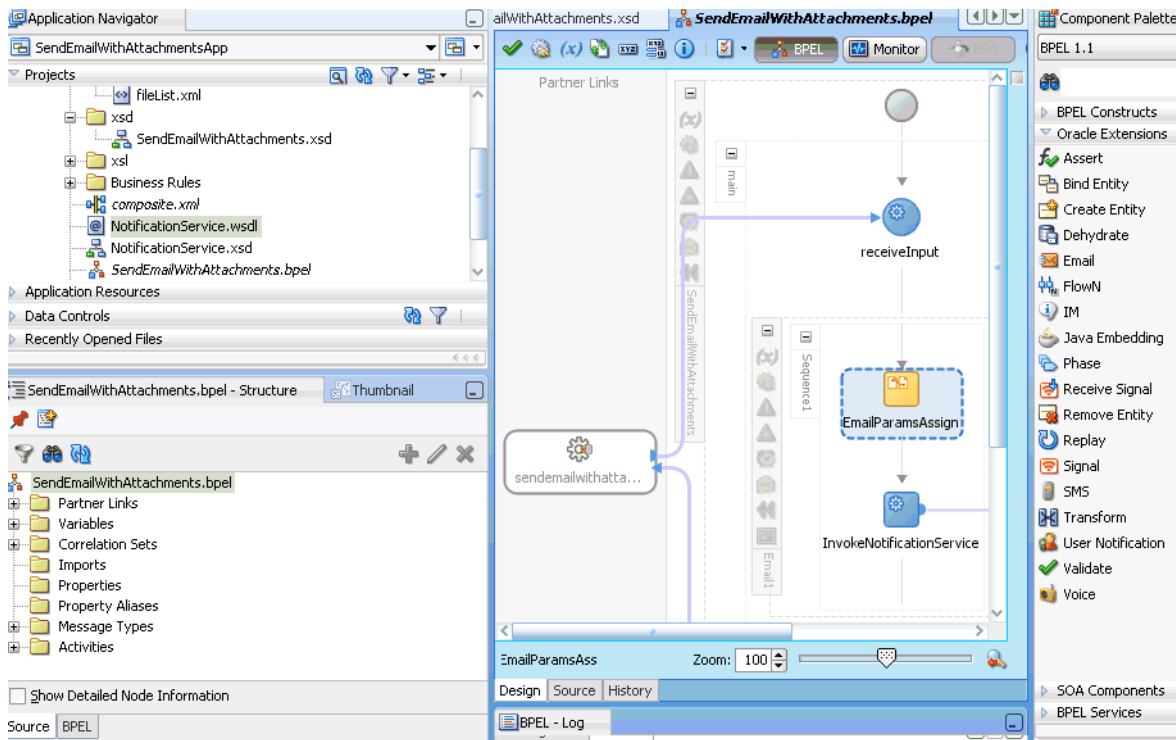 Application Navigator
SendEmailWithAttachmentsApp
Projects
fileList.xml
xsd
SendEmailWithAttachments.xsd
xsl
Business Rules
composite.xml
NotificationService.wsdl
NotificationService.xsd
SendEmailWithAttachments.bpel
Application Resources
Data Controls
Recently Opened Files
SendEmailWithAttachments.bpel - Structure
Thumbnail
SendEmailWithAttachments.bpel
Partner Links
Variables
Correlation Sets
Imports
Properties
Property Aliases
Message Types
Activities
Show Detailed Node Information
Source
BPEL
ailWithAttachments.xsd
SendEmailWithAttachments.bpel
(x)
XYZ
BPEL
Monitor
BPA
Partner Links
(x)
main
receiveInput
SendEmailWithAttachments
(x)
Sequence1
EmailParamsAssign
sendemailwithatta...
InvokeNotificationService
Email1
EmailParamsAss
Zoom:
100
Design
Source
History
BPEL - Log
Component Palette
BPEL 1.1
BPEL Constructs
Oracle Extensions
Assert
Bind Entity
Create Entity
Dehydrate
Email
FlowN
IM
Java Embedding
Phase
Receive Signal
Remove Entity
Replay
Signal
SMS
Transform
User Notification
Validate
Voice
SOA Components
BPEL Services